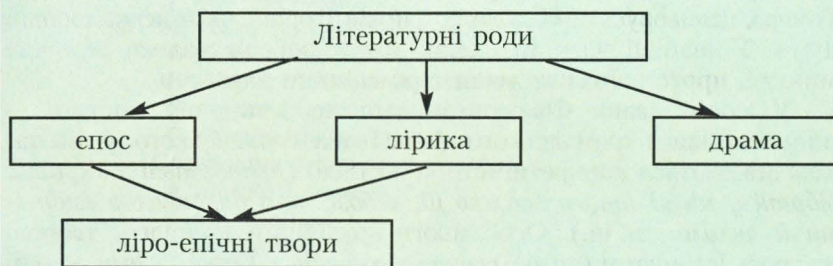 Літературні роди
епос
лірика
драма
ліро-епічні твори